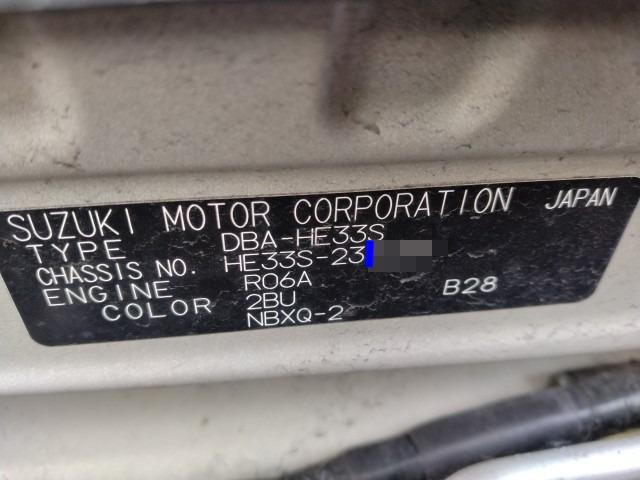 SUZUKI MOTOR CORPORATION JAPAN
TYPE DBA-HE33S
CHASSIS NO. HE33S-23
ENGINE R06A
COLOR 2BU B28
NBXQ-2